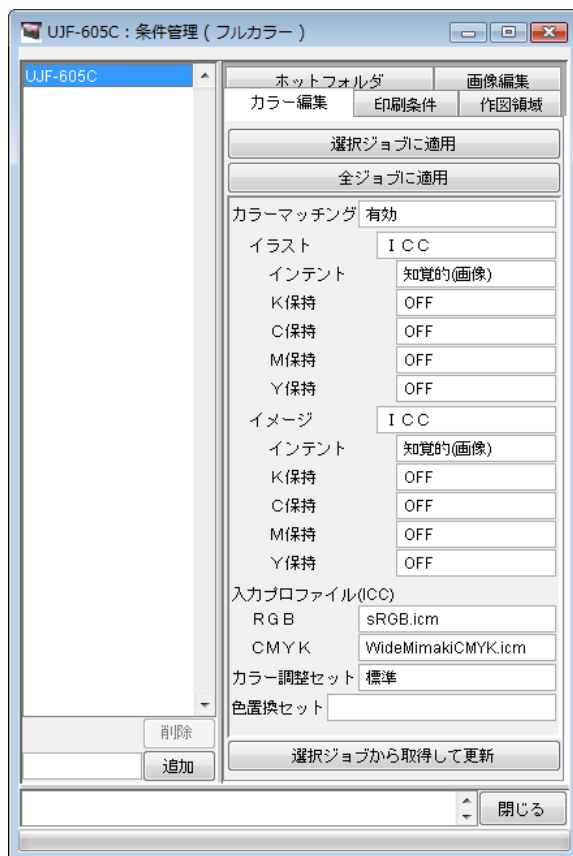 UJF-605C：条件管理 ( フルカラー )
UJF-605C
ホットフォルダ 画像編集
カラー編集 印刷条件 作図領域
選択ジョブに適用
全ジョブに適用
カラーマッチング 有効
イラスト ＩＣＣ
インテント 知覚的(画像)
K保持 OFF
C保持 OFF
M保持 OFF
Y保持 OFF
イメージ ＩＣＣ
インテント 知覚的(画像)
K保持 OFF
C保持 OFF
M保持 OFF
Y保持 OFF
入力プロファイル(ICC)
ＲＧＢ sRGB.icm
ＣＭＹＫ WideMimakiCMYK.icm
カラー調整セット 標準
色置換セット
削除
追加
選択ジョブから取得して更新
閉じる